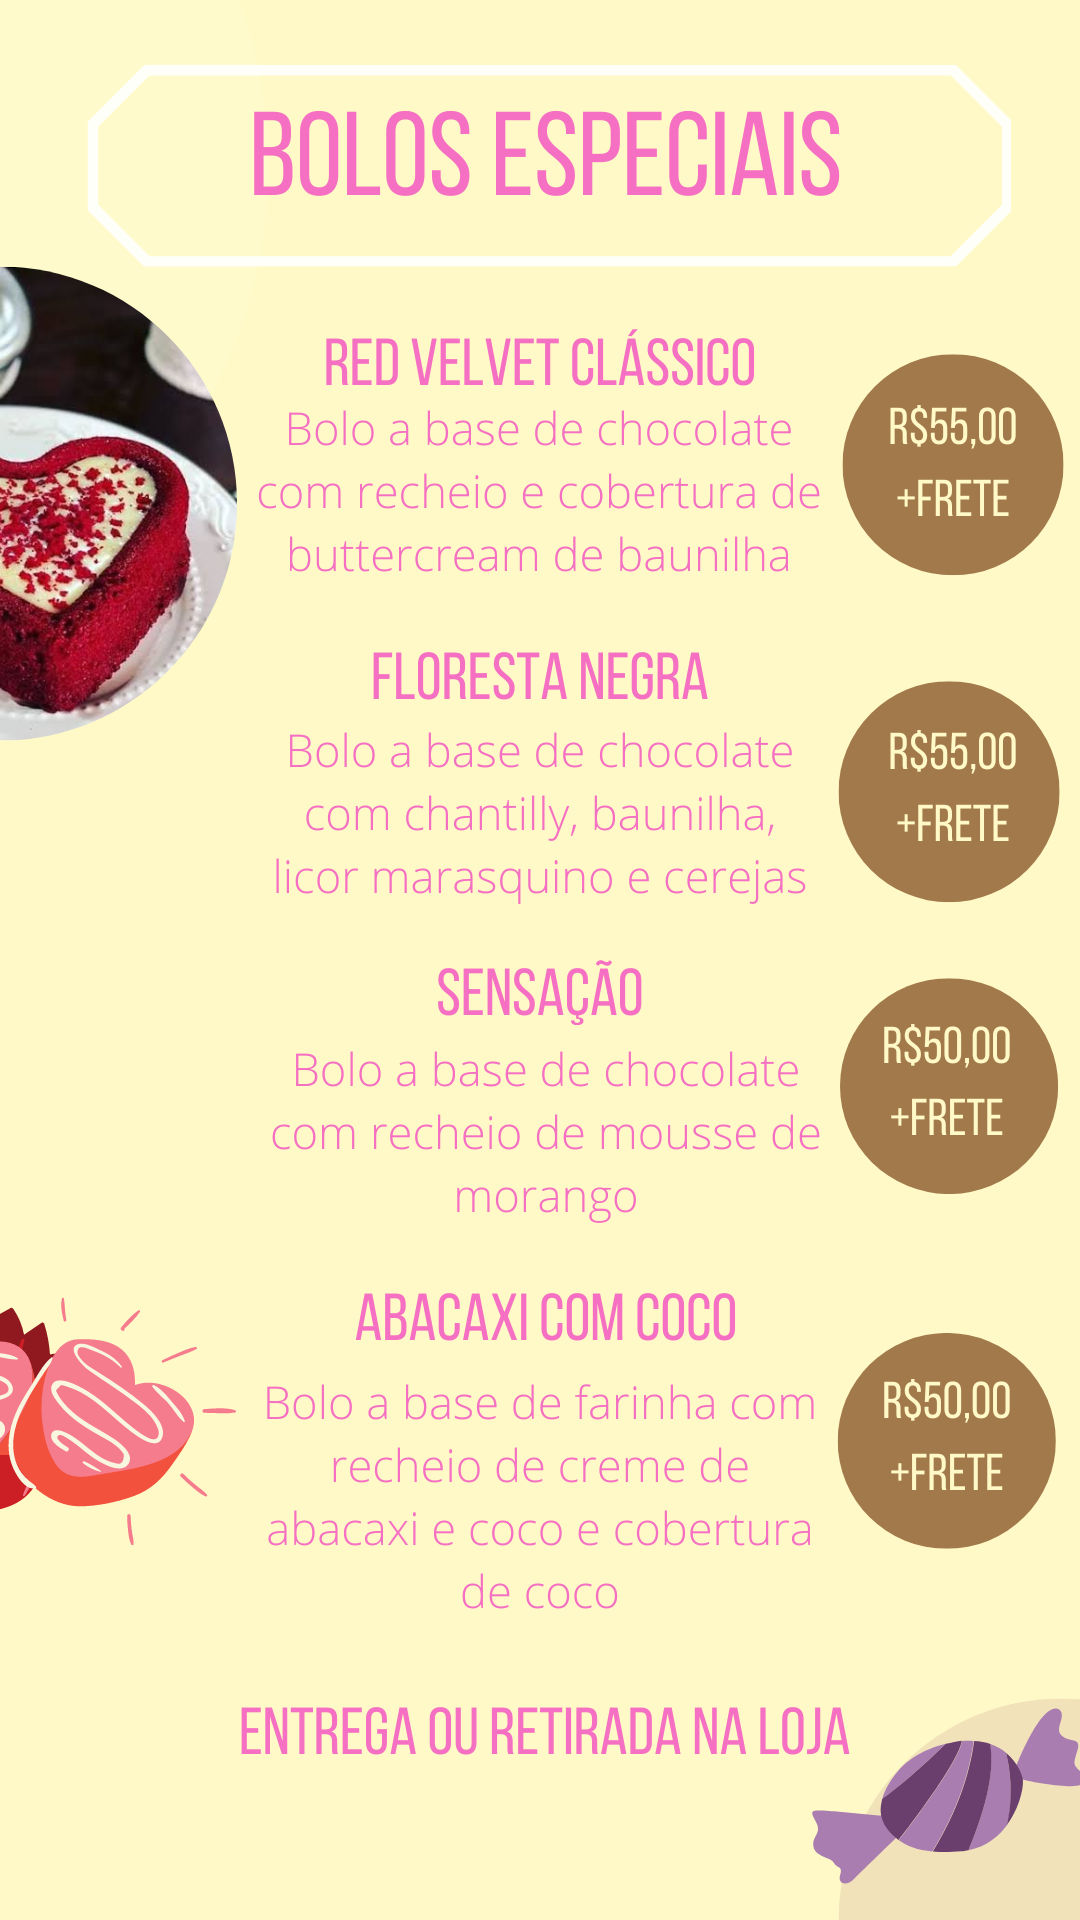 BOLOS ESPECIAIS
RED VELVET CLÁSSICO
Bolo a base de chocolate
com recheio e cobertura de
buttercream de baunilha
R$55,00
+FRETE
FLORESTA NEGRA
Bolo a base de chocolate
com chantilly, baunilha,
licor marasquino e cerejas
R$55,00
+FRETE
SENSAÇÃO
Bolo a base de chocolate
com recheio de mousse de
morango
R$50,00
+FRETE
ABACAXI COM COCO
Bolo a base de farinha com
recheio de creme de
abacaxi e coco e cobertura
de coco
R$50,00
+FRETE
ENTREGA OU RETIRADA NA LOJA